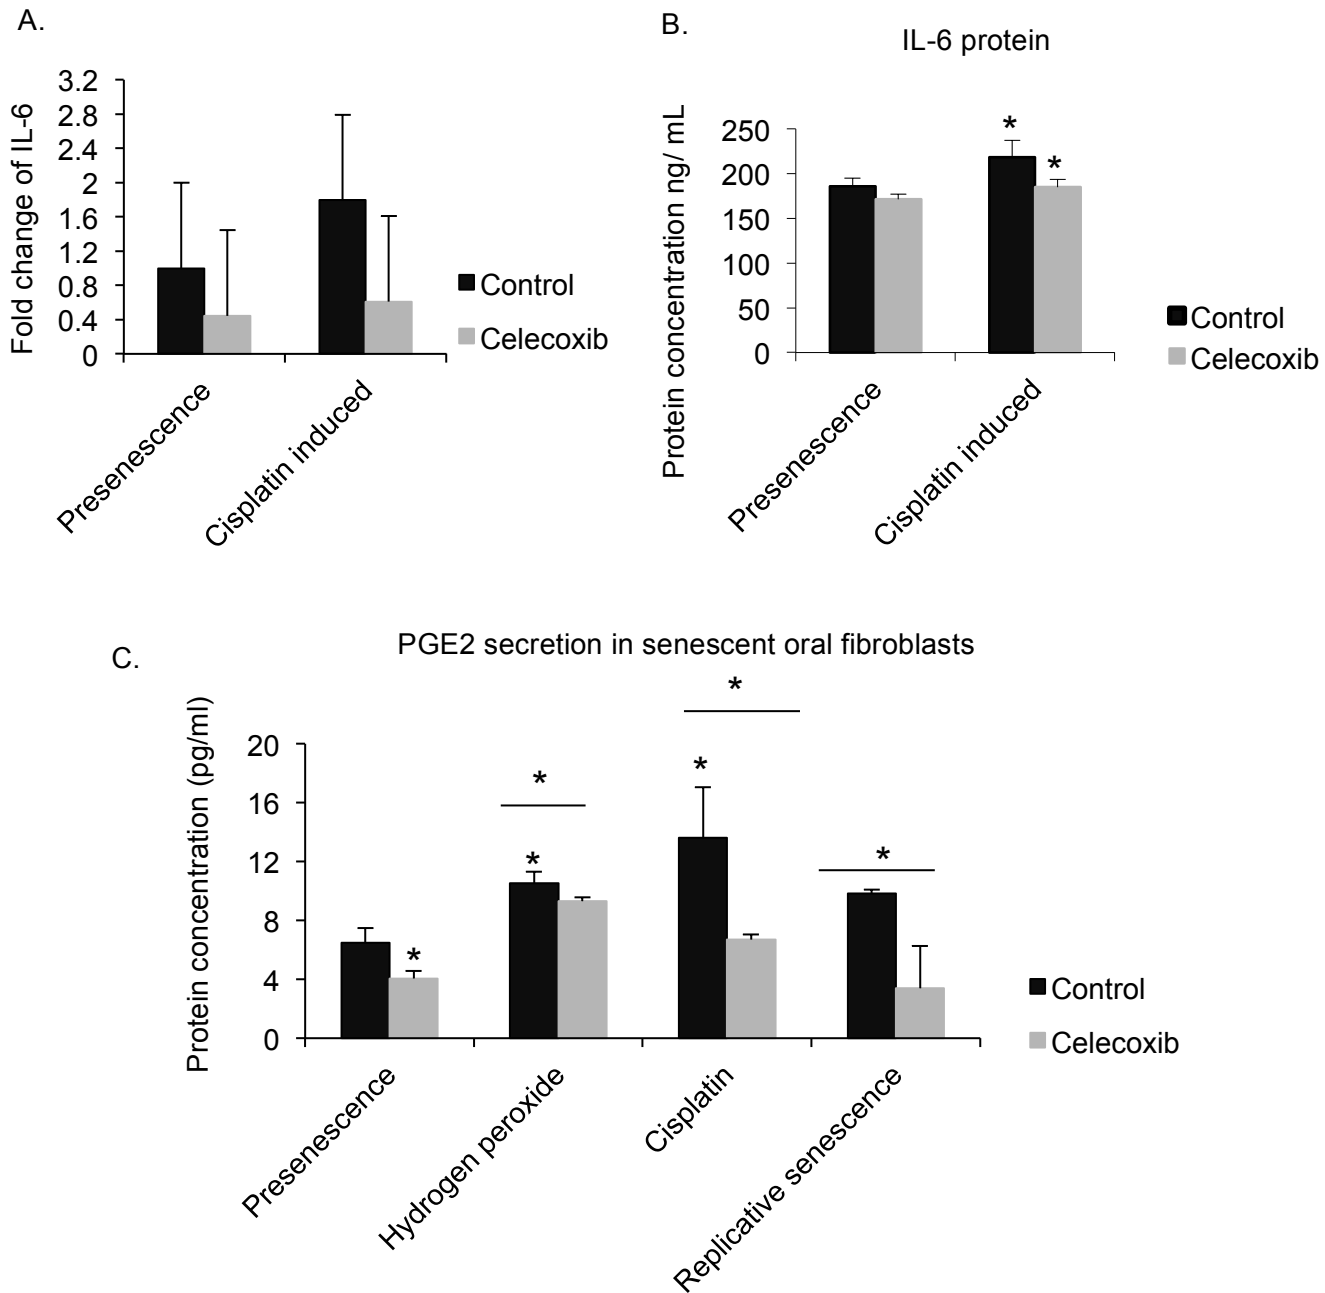 A.
Fold change of IL-6
3.2
2.8
2.4
2
1.6
1.2
0.8
0.4
0
Presenescence
Cisplatin induced
Control
Celecoxib
B.
IL-6 protein
Protein concentration ng/ mL
250
200
150
100
50
0
*
*
Presenescence
Cisplatin induced
Control
Celecoxib
C.
PGE2 secretion in senescent oral fibroblasts
Protein concentration (pg/ml)
20
16
12
8
4
0
*
*
*
*
*
*
Presenescence
Hydrogen peroxide
Cisplatin
Replicative senescence
Control
Celecoxib